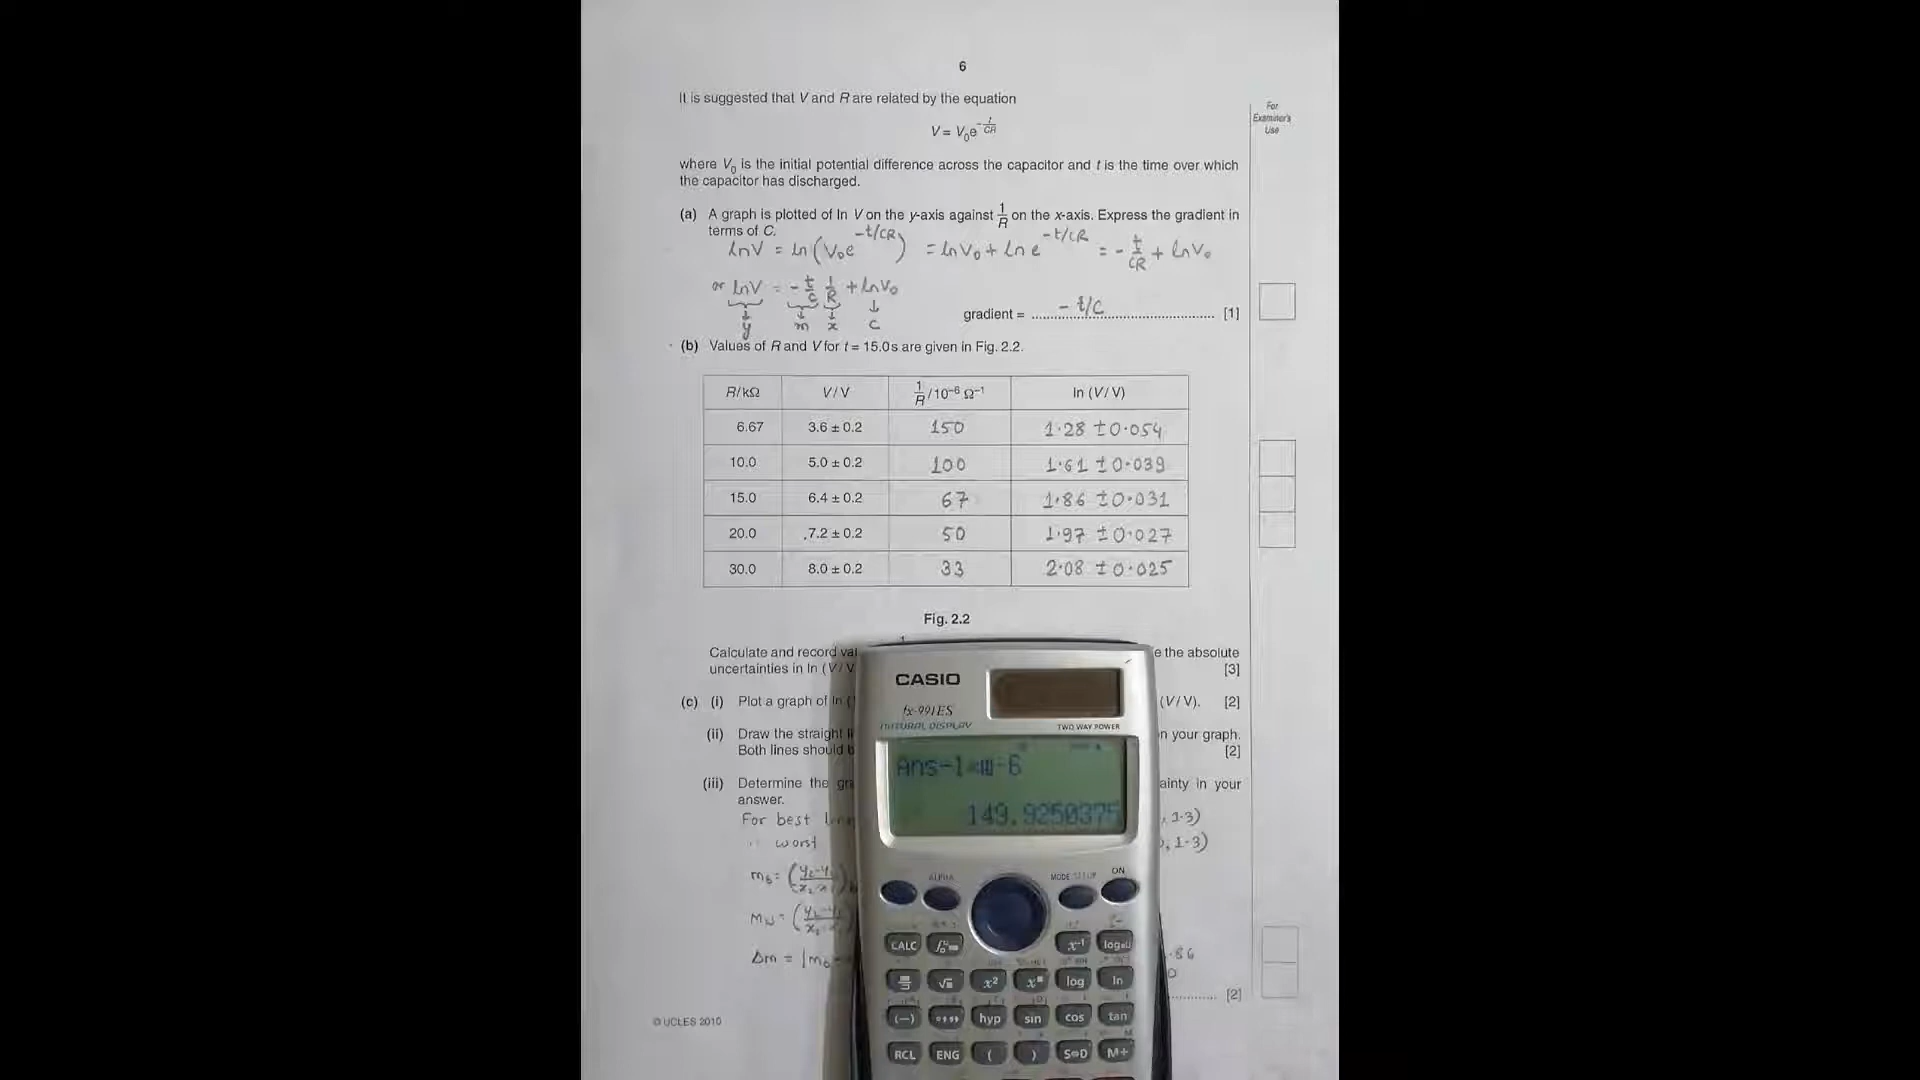 6
It is suggested that V and R are related by the equation
V = V₀e^(-t/CR)
For Examiner's Use
where V₀ is the initial potential difference across the capacitor and t is the time over which
the capacitor has discharged.
(a) A graph is plotted of ln V on the y-axis against 1/R on the x-axis. Express the gradient in
terms of C.
lnV = ln(V₀e^(-t/CR)) = lnV₀ + ln e^(-t/CR) = - t/CR + lnV₀
or lnV = - t/C 1/R + lnV₀
y m x c
gradient = - t/C [1]
(b) Values of R and V for t = 15.0 s are given in Fig. 2.2.
R/kΩ V/V 1/R /10⁻⁶ Ω⁻¹ ln (V/V)
6.67 3.6 ± 0.2 150 1.28 ±0.054
10.0 5.0 ± 0.2 100 1.61 ±0.039
15.0 6.4 ± 0.2 67 1.86 ±0.031
20.0 7.2 ± 0.2 50 1.97 ±0.027
30.0 8.0 ± 0.2 33 2.08 ±0.025
Fig. 2.2
Calculate and record e the absolute
uncertainties in ln (V/V [3]
(c) (i) Plot a graph of ln (V/V). [2]
(ii) Draw the straight n your graph.
Both lines should [2]
(iii) Determine the ainty in your
answer.
For best , 1.3)
worst , 1.3)
Δm =
[2]
© UCLES 2010
CASIO
fx-991ES
NATURAL DISPLAY
TWO WAY POWER
149.9250375
ALPHA MODE SETUP ON
CALC x⁻¹
√ x² log ln
(−) hyp sin cos tan
RCL ENG ( ) S⇔D M+